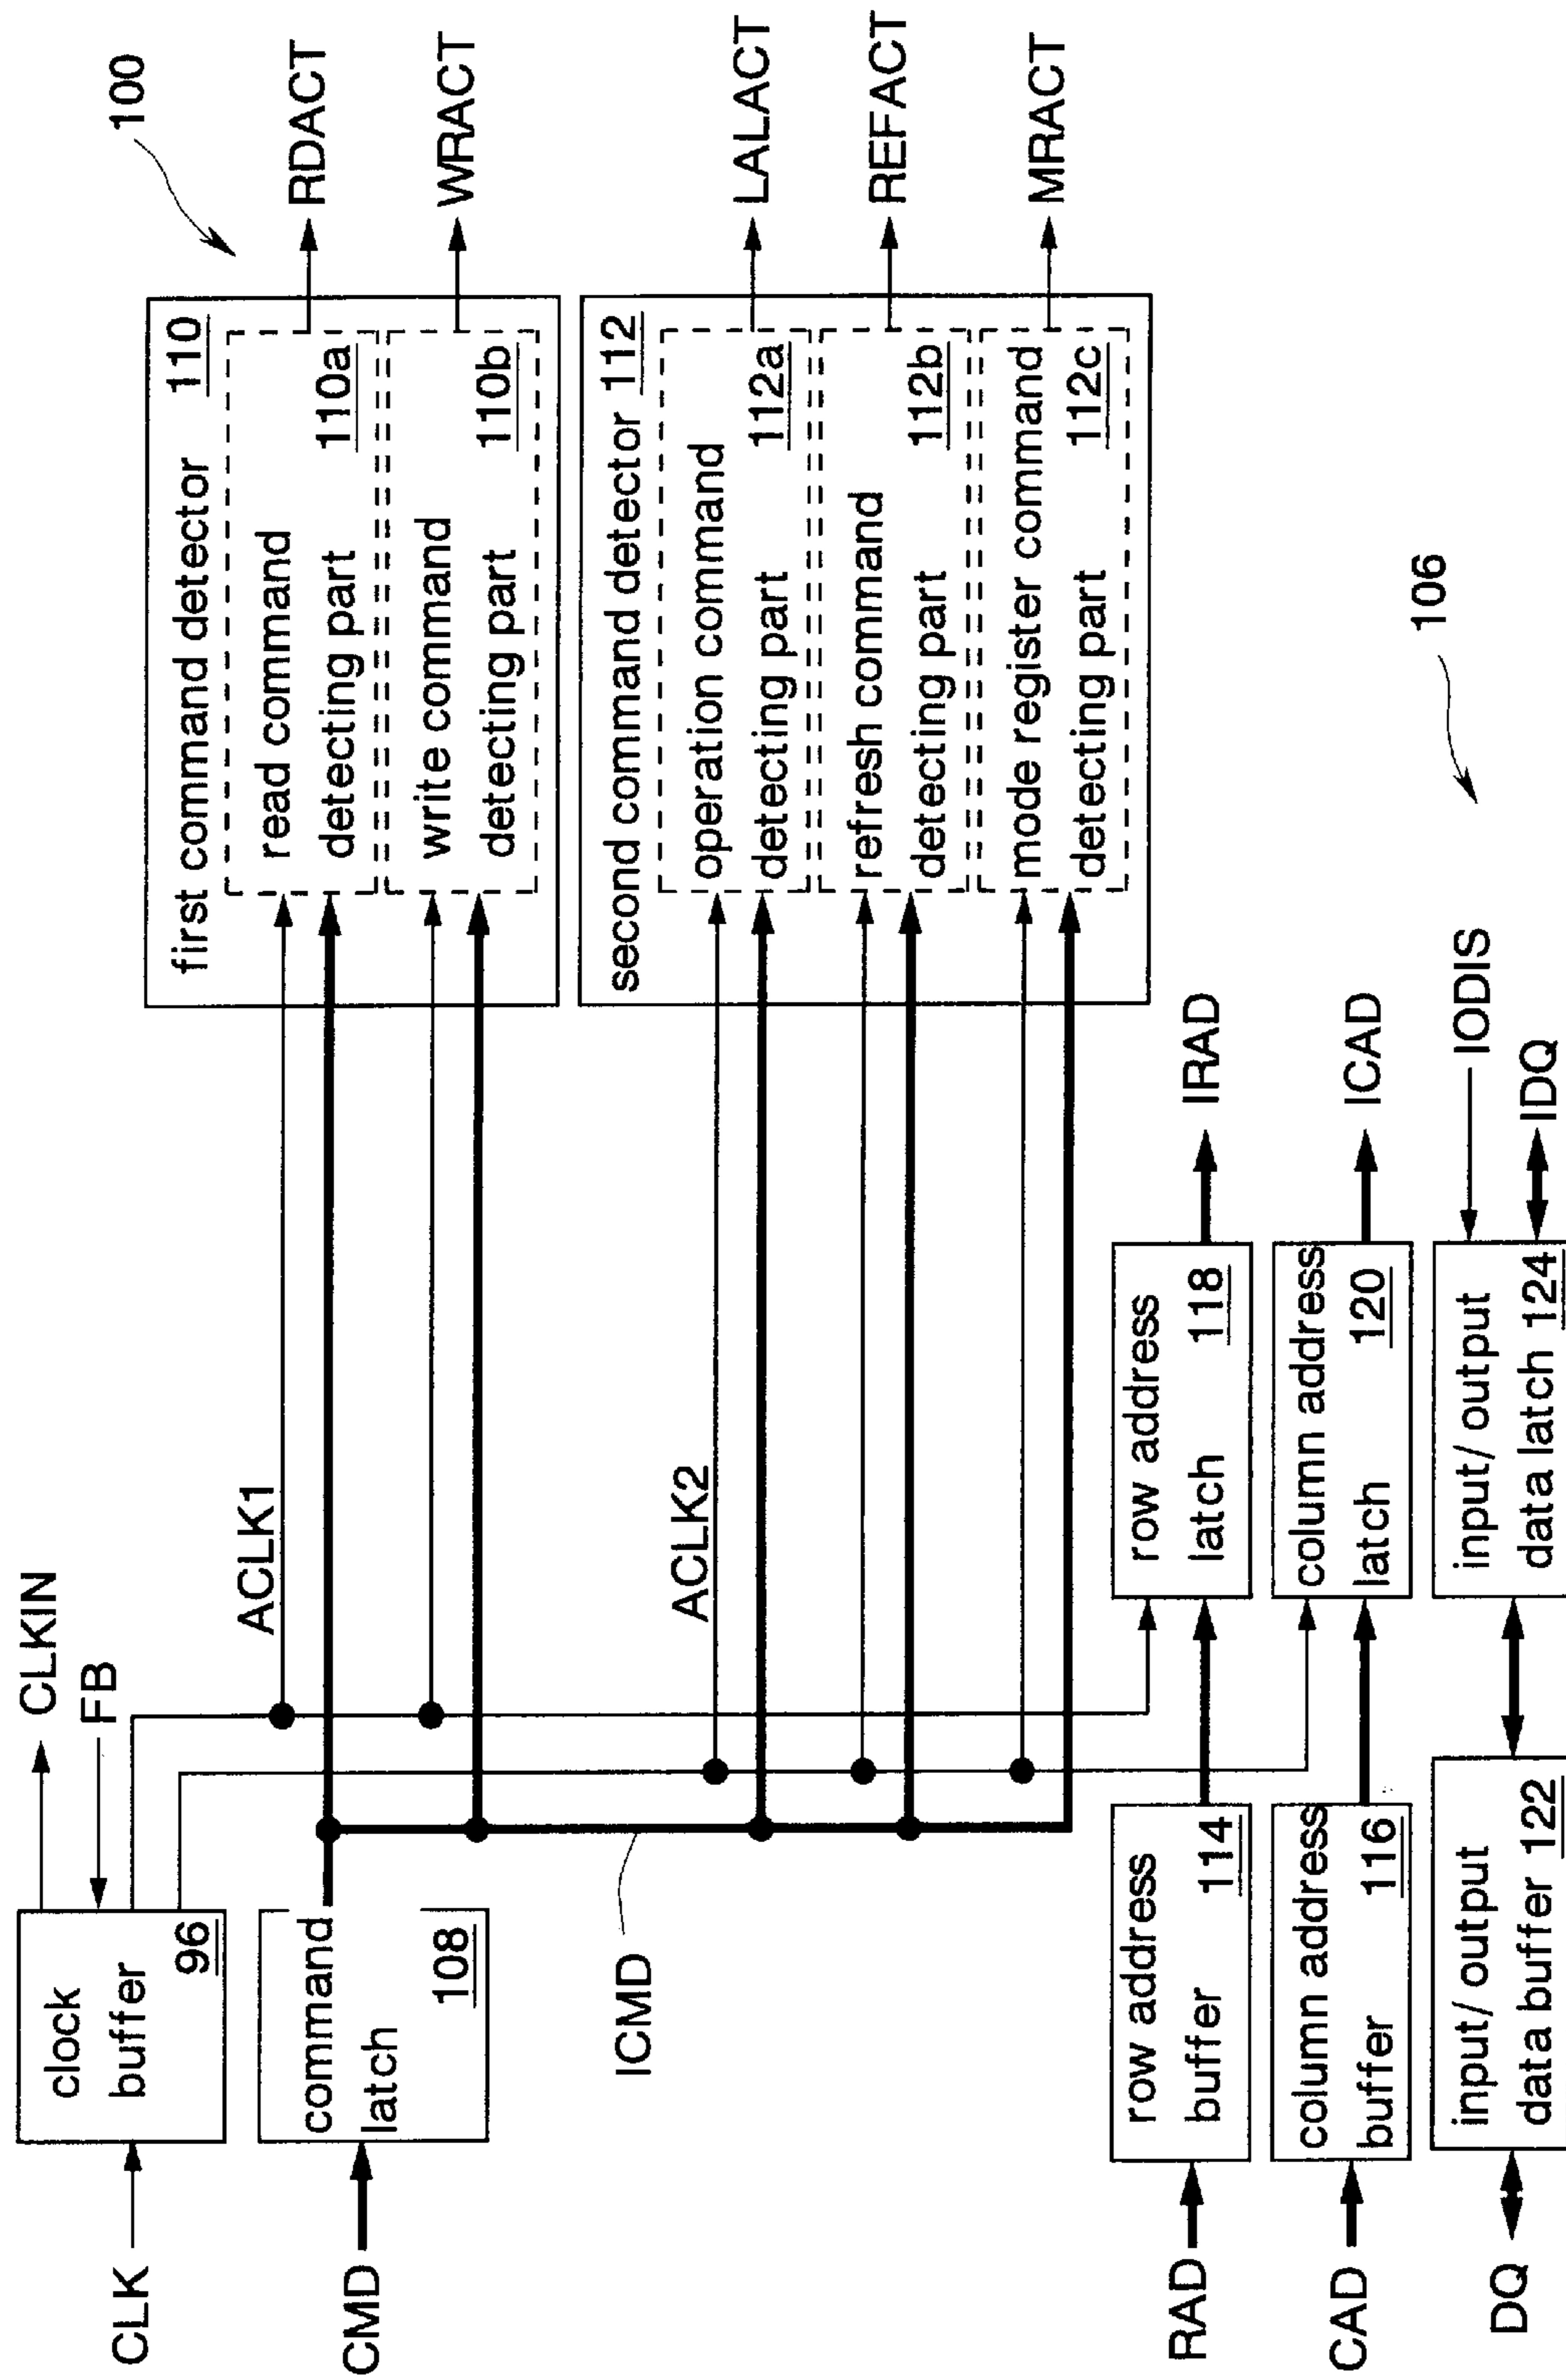 CLK
clock
buffer
96
CLKIN
FB
CMD
command
latch
108
ICMD
ACLK1
ACLK2
100
first command detector 110
read command
detecting part 110a
write command
detecting part 110b
RDACT
WRACT
second command detector 112
operation command
detecting part 112a
refresh command
detecting part 112b
mode register command
detecting part 112c
LALACT
REFACT
MRACT
106
RAD
row address
buffer 114
row address
latch 118
IRAD
CAD
column address
buffer 116
column address
latch 120
ICAD
DQ
input/ output
data buffer 122
input/ output
data latch 124
IODIS
IDQ